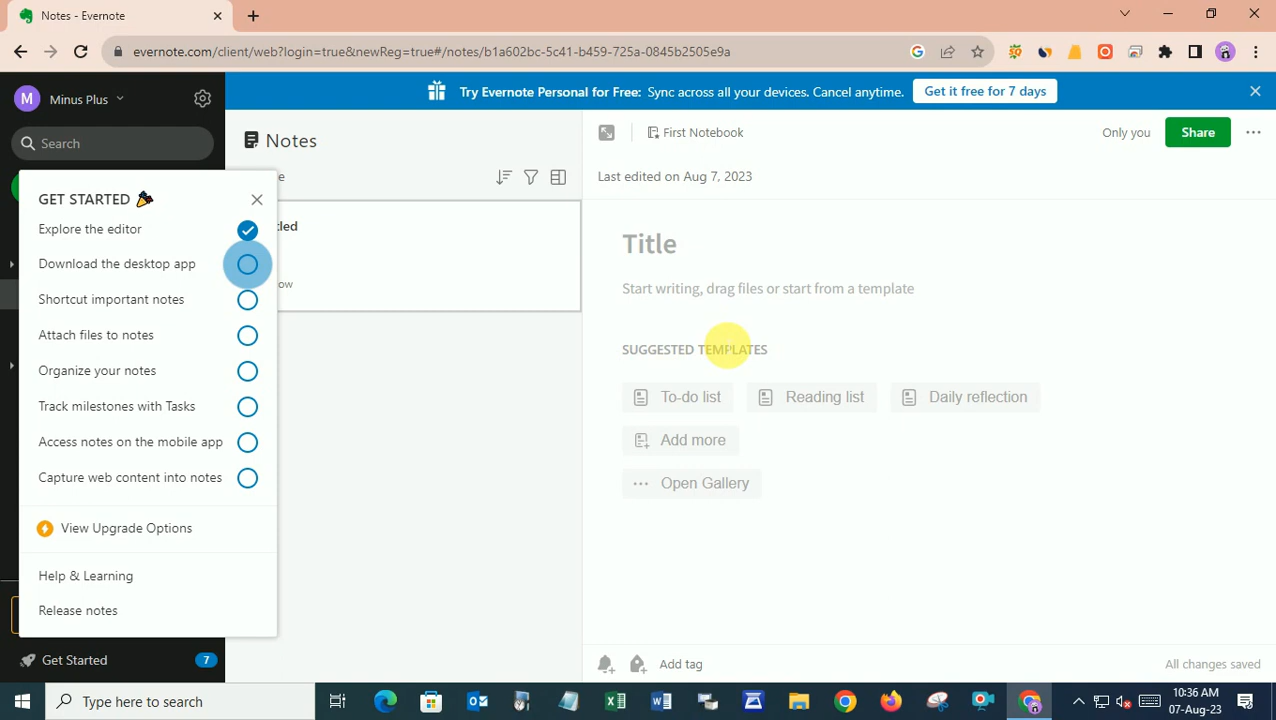 Notes - Evernote
evernote.com/client/web?login=true&newReg=true#/notes/b1a602bc-5c41-b459-725a-0845b2505e9a
M Minus Plus
Try Evernote Personal for Free: Sync across all your devices. Cancel anytime.
Get it free for 7 days
Search
Notes
First Notebook
Only you
Share
Last edited on Aug 7, 2023
GET STARTED
Explore the editor
Download the desktop app
Shortcut important notes
Attach files to notes
Organize your notes
Track milestones with Tasks
Access notes on the mobile app
Capture web content into notes
View Upgrade Options
Help & Learning
Release notes
Get Started
7
Title
Start writing, drag files or start from a template
SUGGESTED TEMPLATES
To-do list
Reading list
Daily reflection
Add more
Open Gallery
Add tag
All changes saved
Type here to search
10:36 AM
07-Aug-23